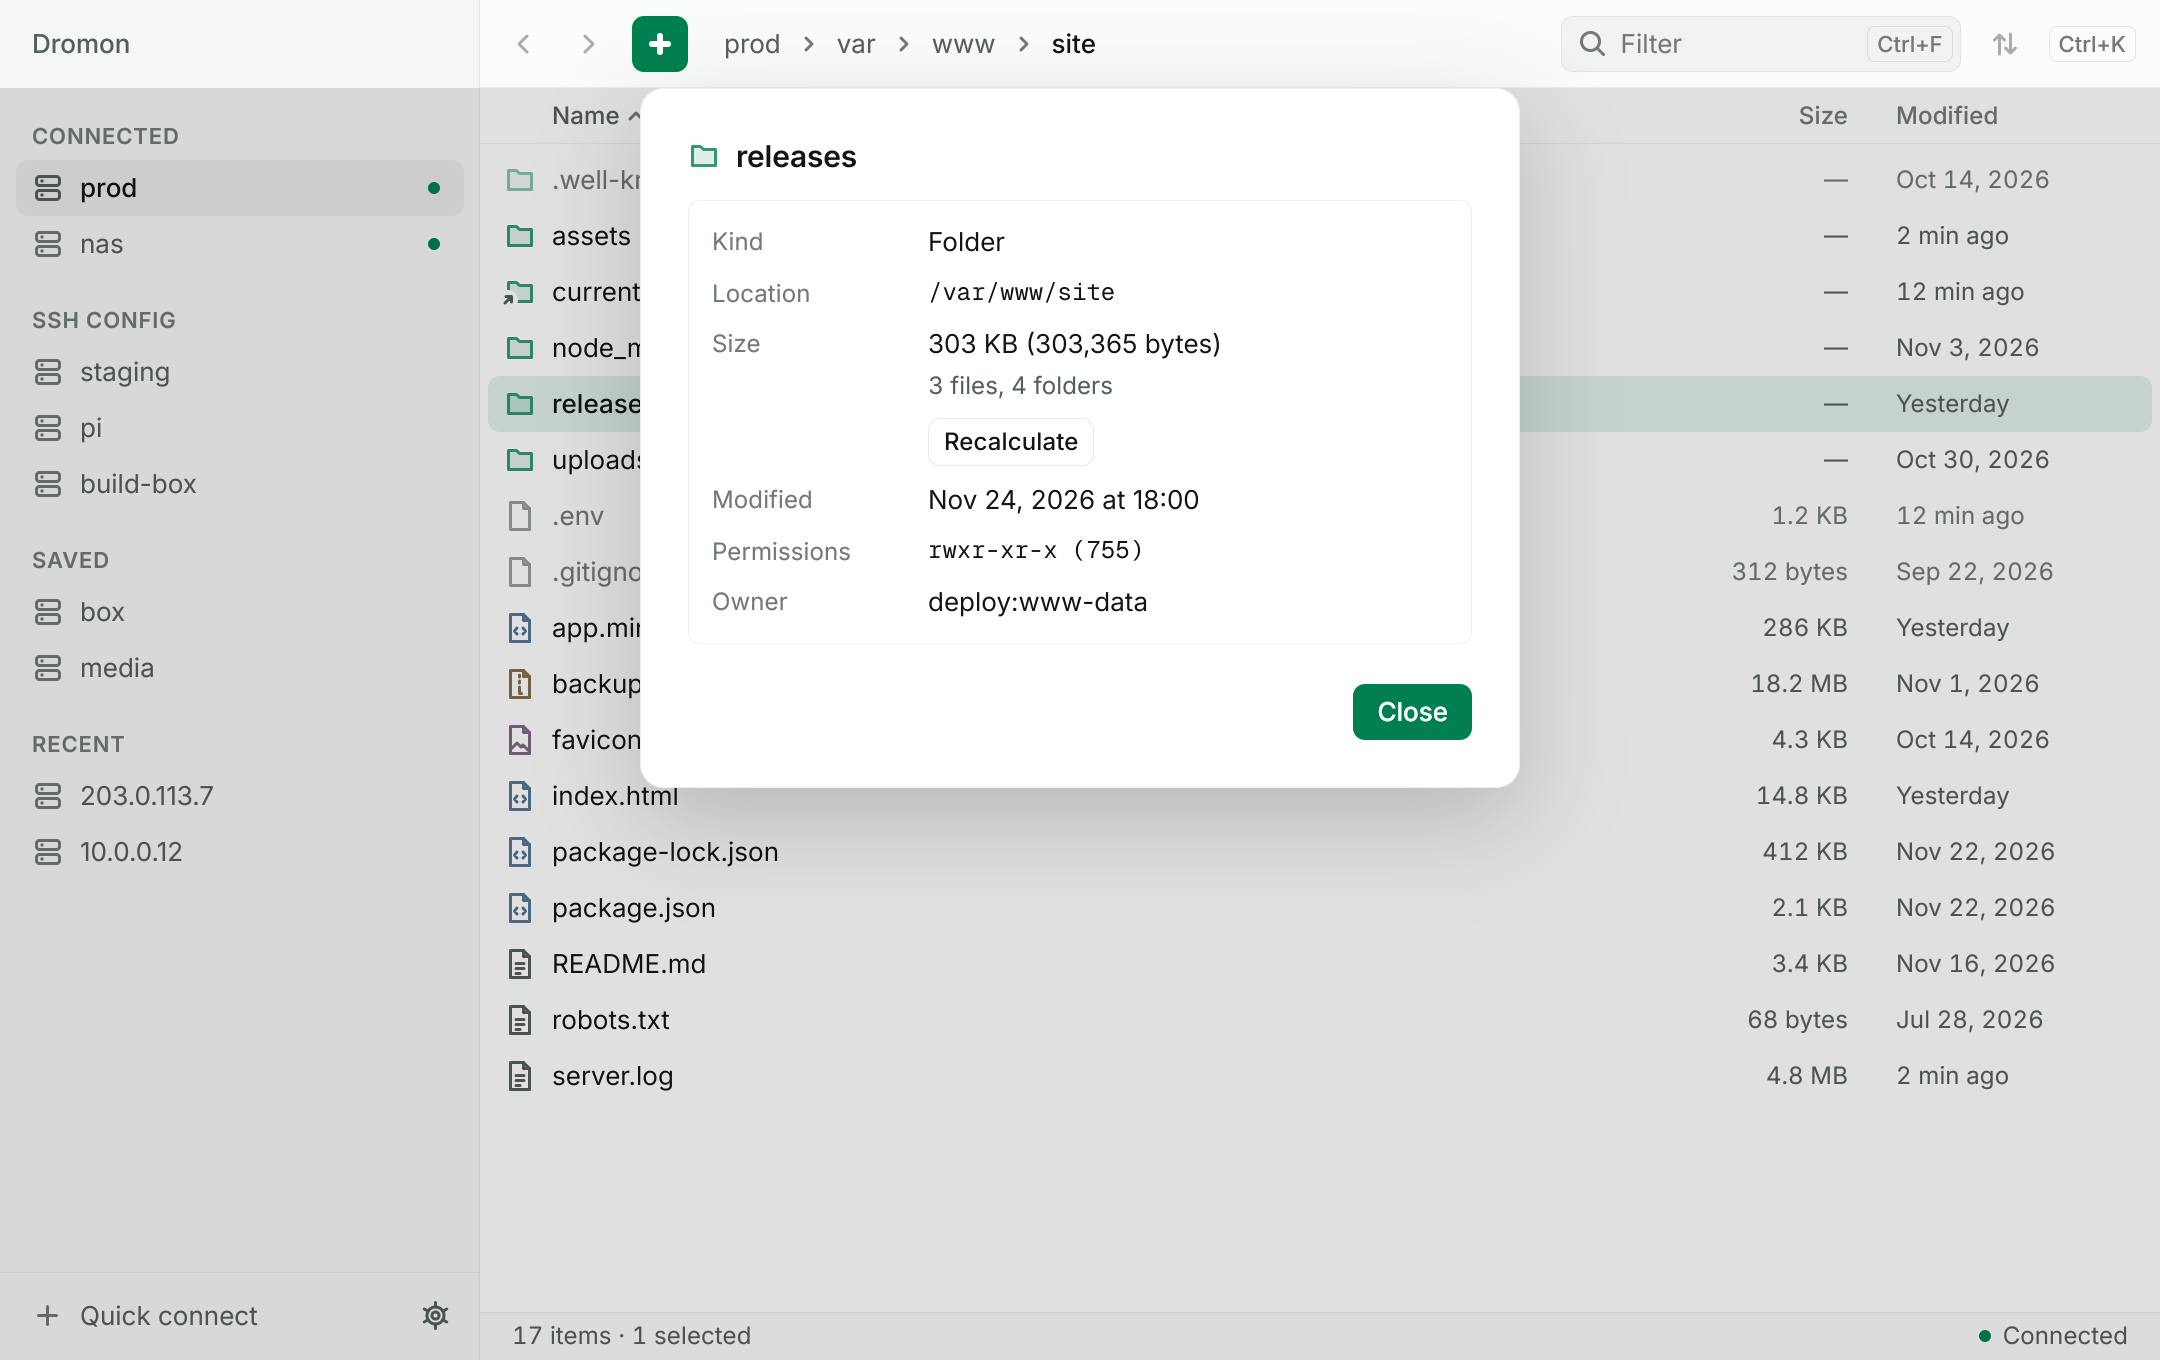 Dromon
prod > var > www > site
Filter Ctrl+F
Ctrl+K
CONNECTED
prod
nas
SSH CONFIG
staging
pi
build-box
SAVED
box
media
RECENT
203.0.113.7
10.0.0.12
Quick connect
Name Size Modified
— Oct 14, 2026
assets — 2 min ago
current — 12 min ago
— Nov 3, 2026
— Yesterday
— Oct 30, 2026
.env 1.2 KB 12 min ago
312 bytes Sep 22, 2026
286 KB Yesterday
18.2 MB Nov 1, 2026
4.3 KB Oct 14, 2026
index.html 14.8 KB Yesterday
package-lock.json 412 KB Nov 22, 2026
package.json 2.1 KB Nov 22, 2026
README.md 3.4 KB Nov 16, 2026
robots.txt 68 bytes Jul 28, 2026
server.log 4.8 MB 2 min ago
17 items · 1 selected
Connected
releases
Kind Folder
Location /var/www/site
Size 303 KB (303,365 bytes)
3 files, 4 folders
Recalculate
Modified Nov 24, 2026 at 18:00
Permissions rwxr-xr-x (755)
Owner deploy:www-data
Close